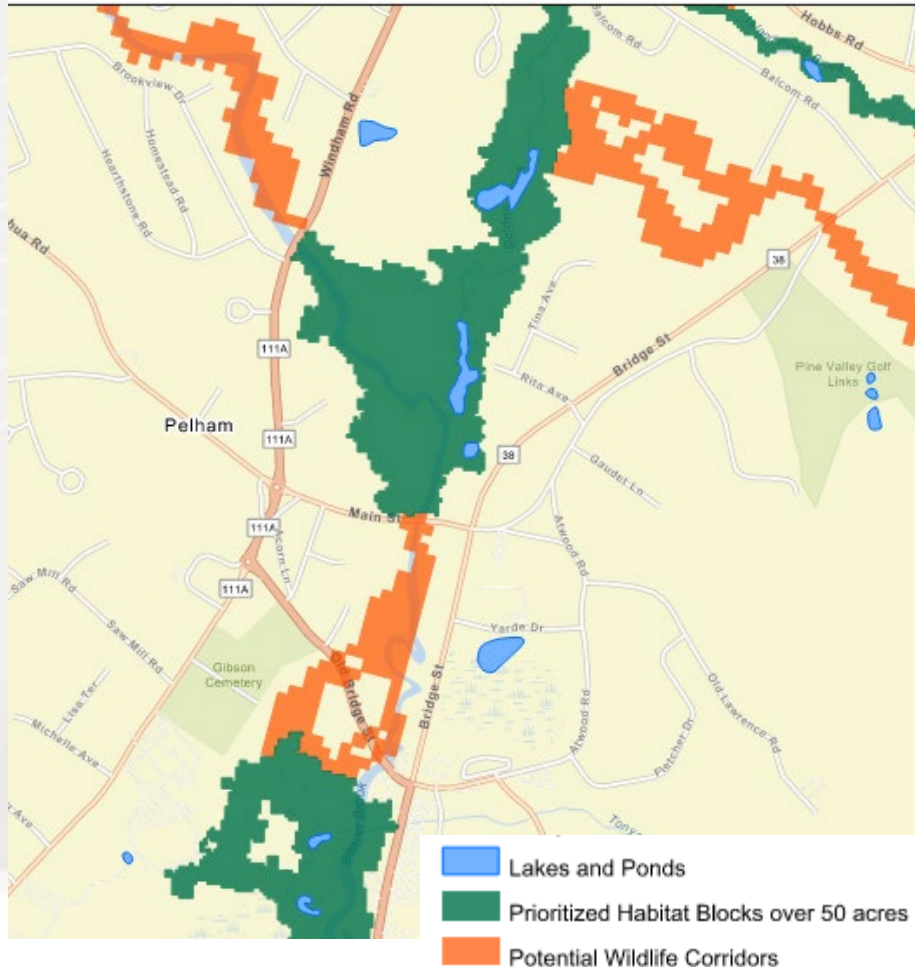 Hobbs Rd
Balcom Rd
Balcom Rd
Brookview Dr
Windham Rd
Homestead Rd
Hearthstone Rd
hua Rd
38
Tina Ave
111A
Bridge St
Pine Valley Golf
Links
Rita Ave
Pelham
111A
38
Gaudet Ln
Main St
111A
Acorn Ln
Atwood Rd
111A
Saw Mill Rd
Saw Mill Rd
Yarde Dr
Gibson
Cemetery
Old Bridge St
Bridge St
Lisa Ter
Michelle Ave
Atwood Rd
Fletcher Dr
Old Lawrence Rd
Ave
Beaver Brook
Lakes and Ponds
Prioritized Habitat Blocks over 50 acres
Potential Wildlife Corridors